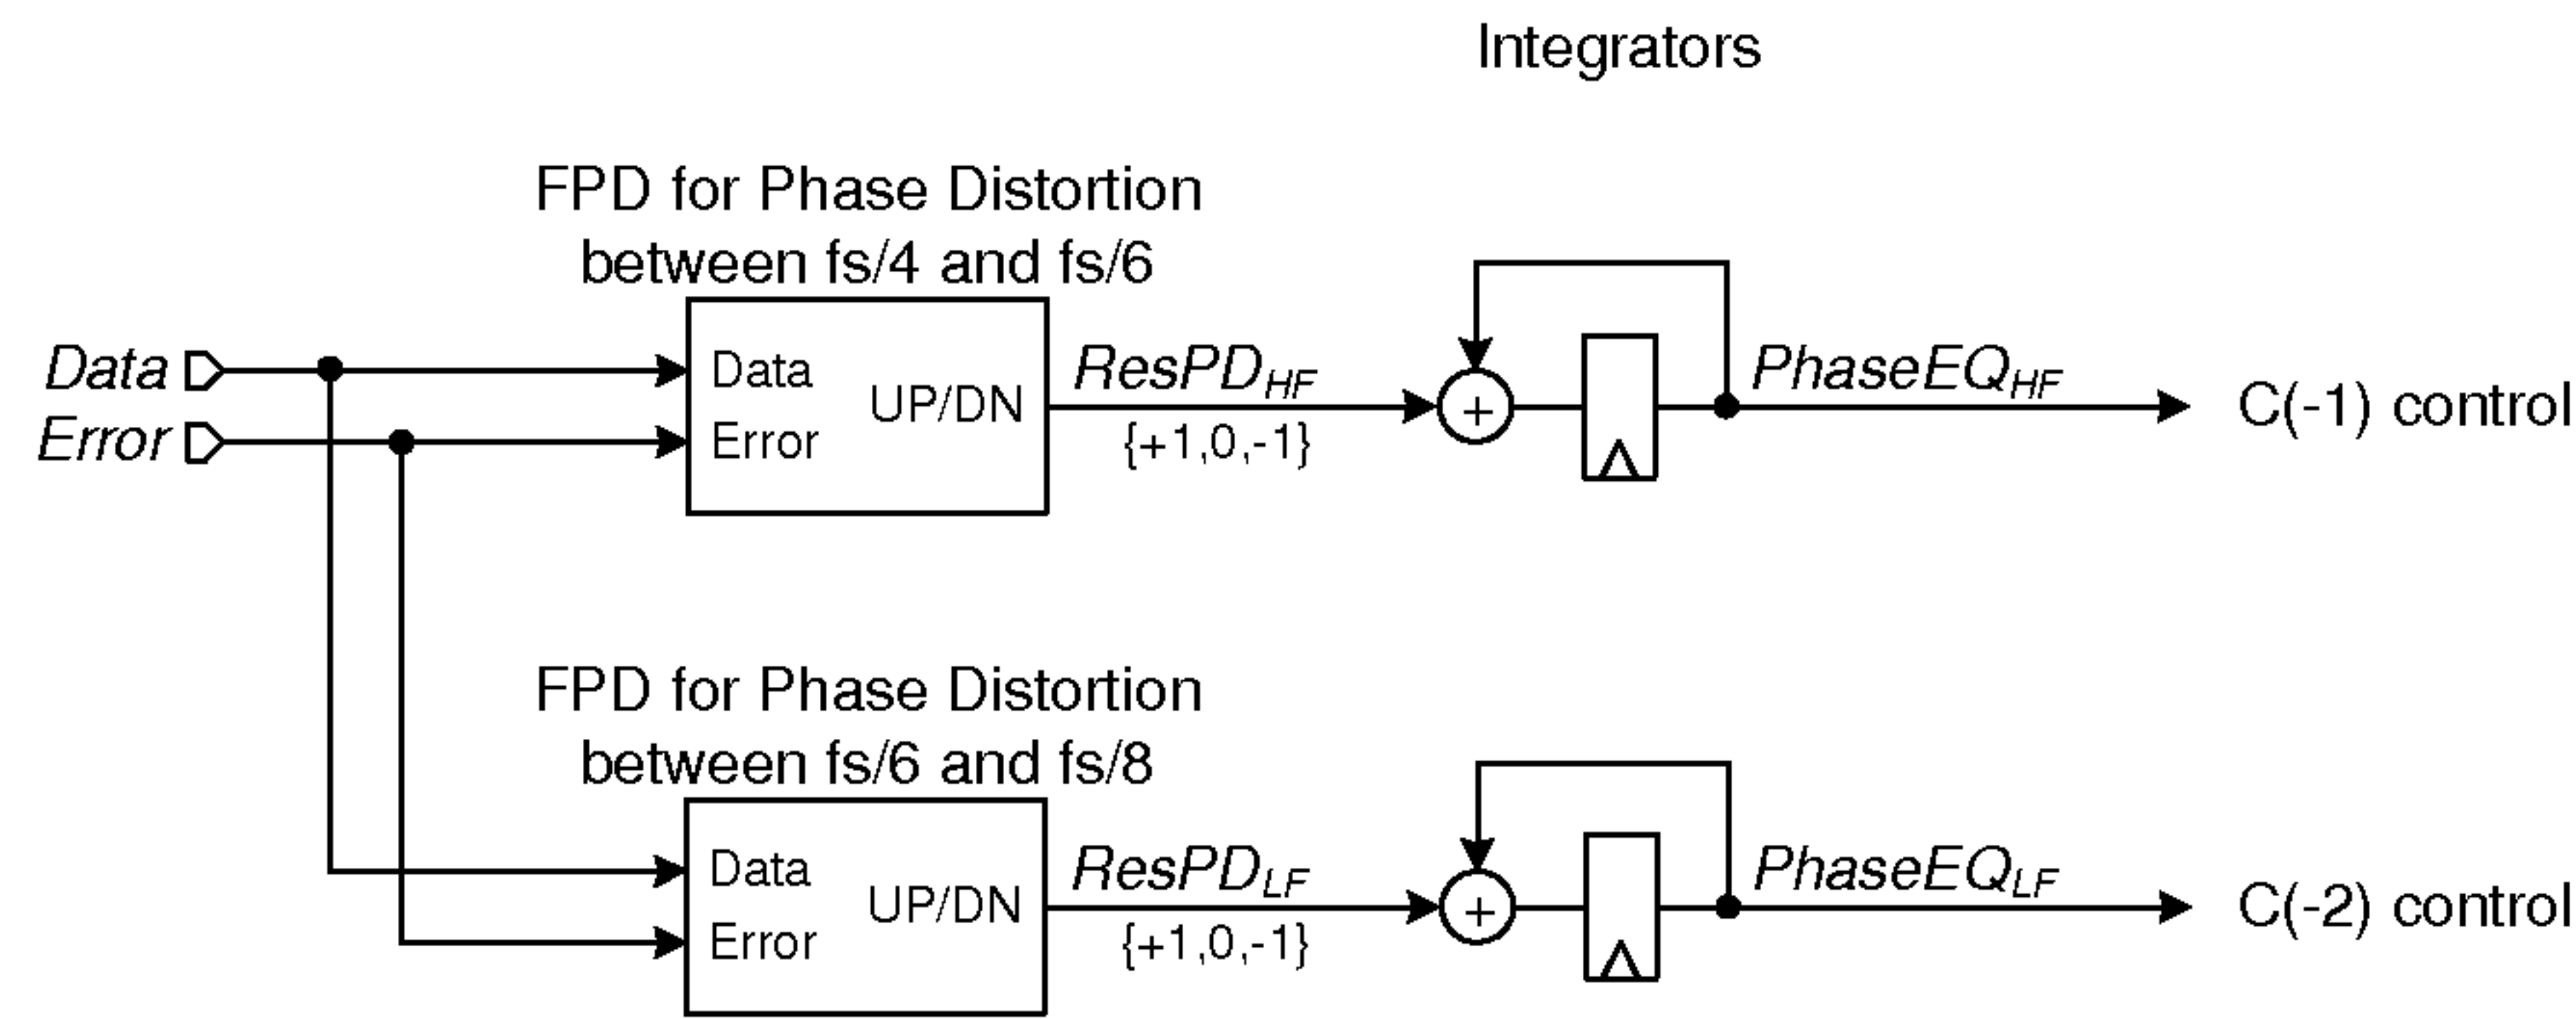 Integrators
FPD for Phase Distortion
between fs/4 and fs/6
Data
Error
Data
Error
UP/DN
ResPD_HF
{+1,0,-1}
+
PhaseEQ_HF
C(-1) control
FPD for Phase Distortion
between fs/6 and fs/8
Data
Error
UP/DN
ResPD_LF
{+1,0,-1}
+
PhaseEQ_LF
C(-2) control